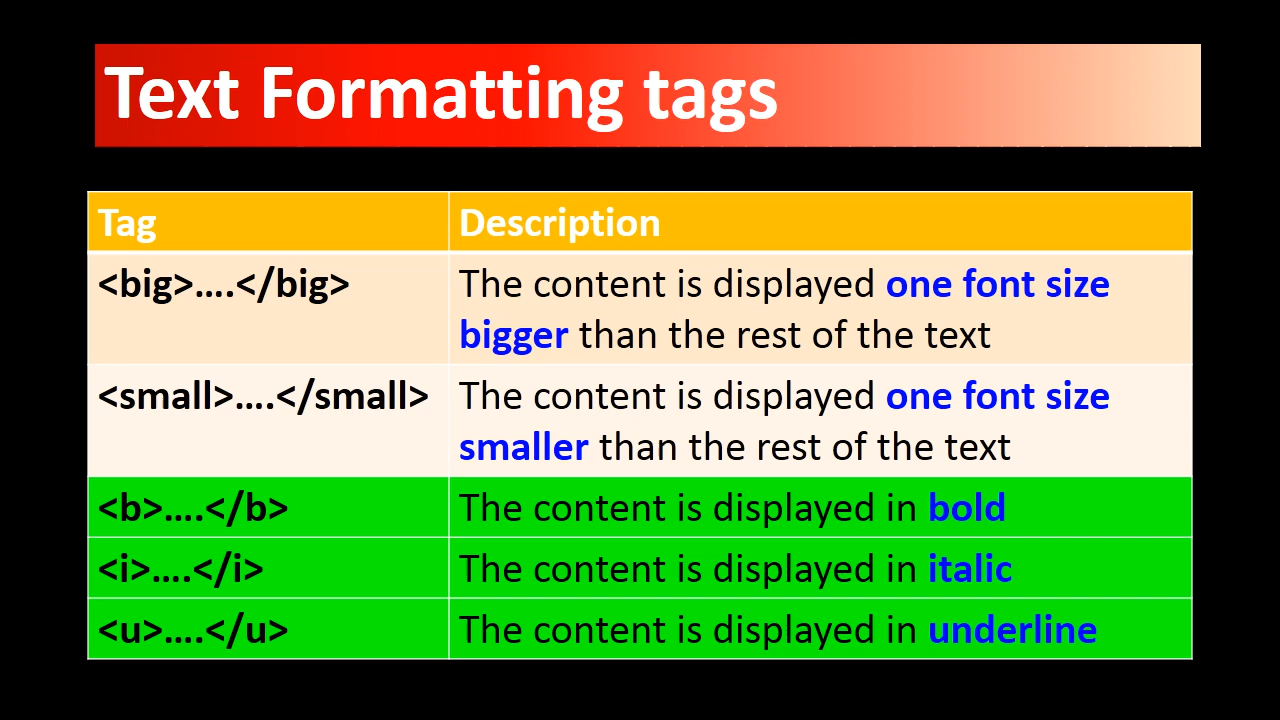 Text Formatting tags
Tag Description
<big>....</big> The content is displayed one font size
bigger than the rest of the text
<small>....</small> The content is displayed one font size
smaller than the rest of the text
<b>....</b> The content is displayed in bold
<i>....</i> The content is displayed in italic
<u>....</u> The content is displayed in underline